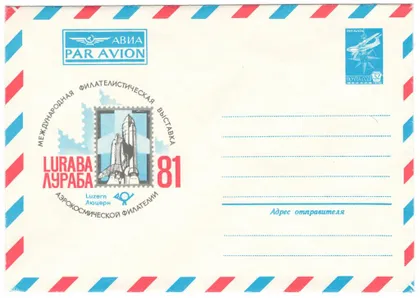 АВИА
PAR AVION
МЕЖДУНАРОДНАЯ ФИЛАТЕЛИСТИЧЕСКАЯ ВЫСТАВКА
LURABA
ЛУРАБА
81
Luzern
Люцерн
АЭРОКОСМИЧЕСКОЙ ФИЛАТЕЛИИ
Адрес отправителя